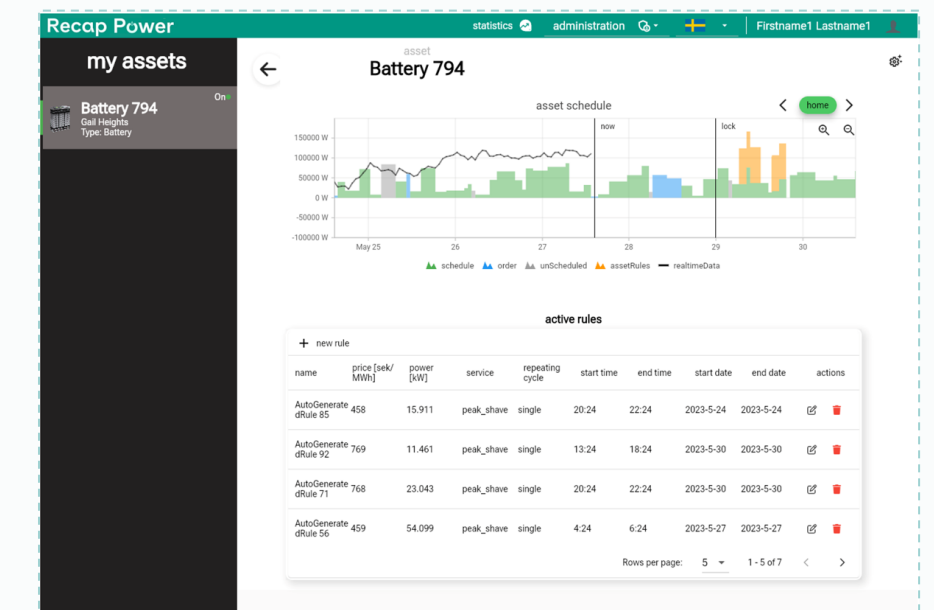 Recap Power
statistics
administration
Firstname1 Lastname1
my assets
On
Battery 794
Gail Heights
Type: Battery
asset
Battery 794
asset schedule
home
now
lock
150000 W
100000 W
50000 W
0 W
-50000 W
-100000 W
May 25
26
27
28
29
30
schedule
order
unScheduled
assetRules
realtimeData
active rules
new rule
name price [sek/ power service repeating start time end time start date end date actions
MWh] [kW] cycle
AutoGenerate
dRule 85 458 15.911 peak_shave single 20:24 22:24 2023-5-24 2023-5-24
AutoGenerate
dRule 92 769 11.461 peak_shave single 13:24 18:24 2023-5-30 2023-5-30
AutoGenerate
dRule 71 768 23.043 peak_shave single 20:24 22:24 2023-5-30 2023-5-30
AutoGenerate
dRule 56 459 54.099 peak_shave single 4:24 6:24 2023-5-27 2023-5-27
Rows per page: 5 1 - 5 of 7